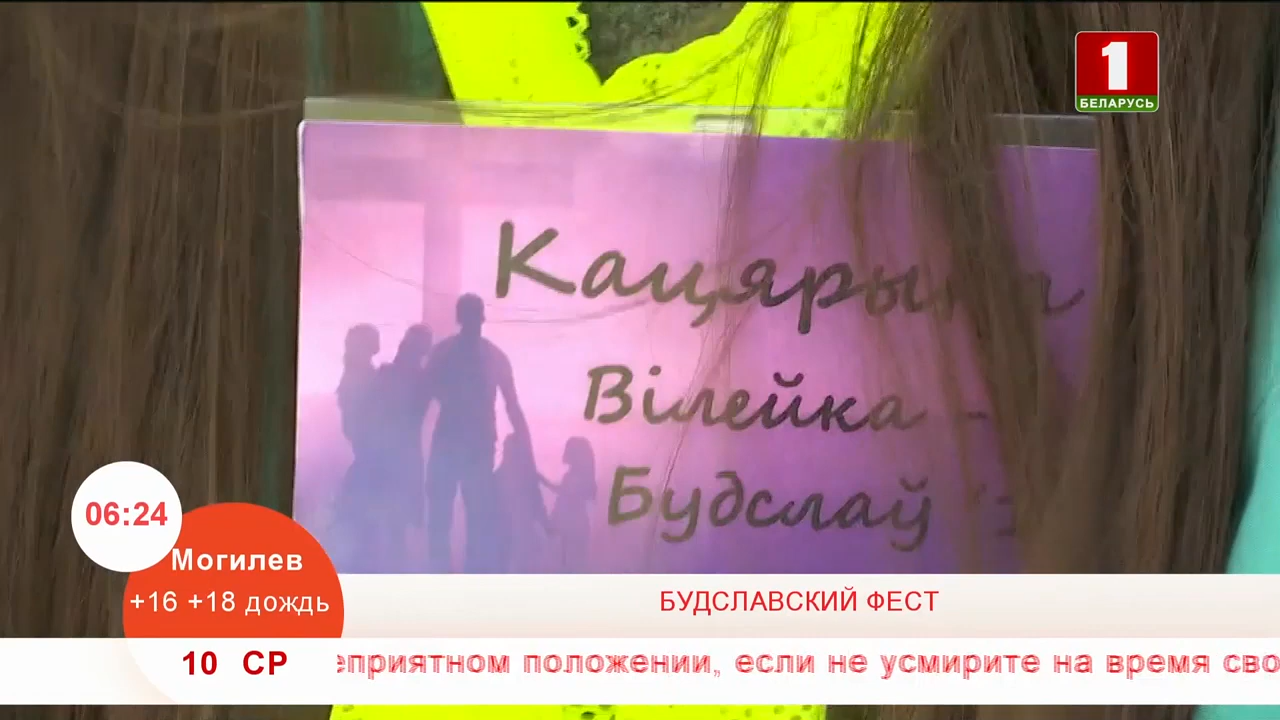 1
БЕЛАРУСЬ
Вілейка -
Будслаў
06:24
Могилев
+16 +18 дождь
БУДСЛАВСКИЙ ФЕСТ
10 СР
положении, если не усмирите на время